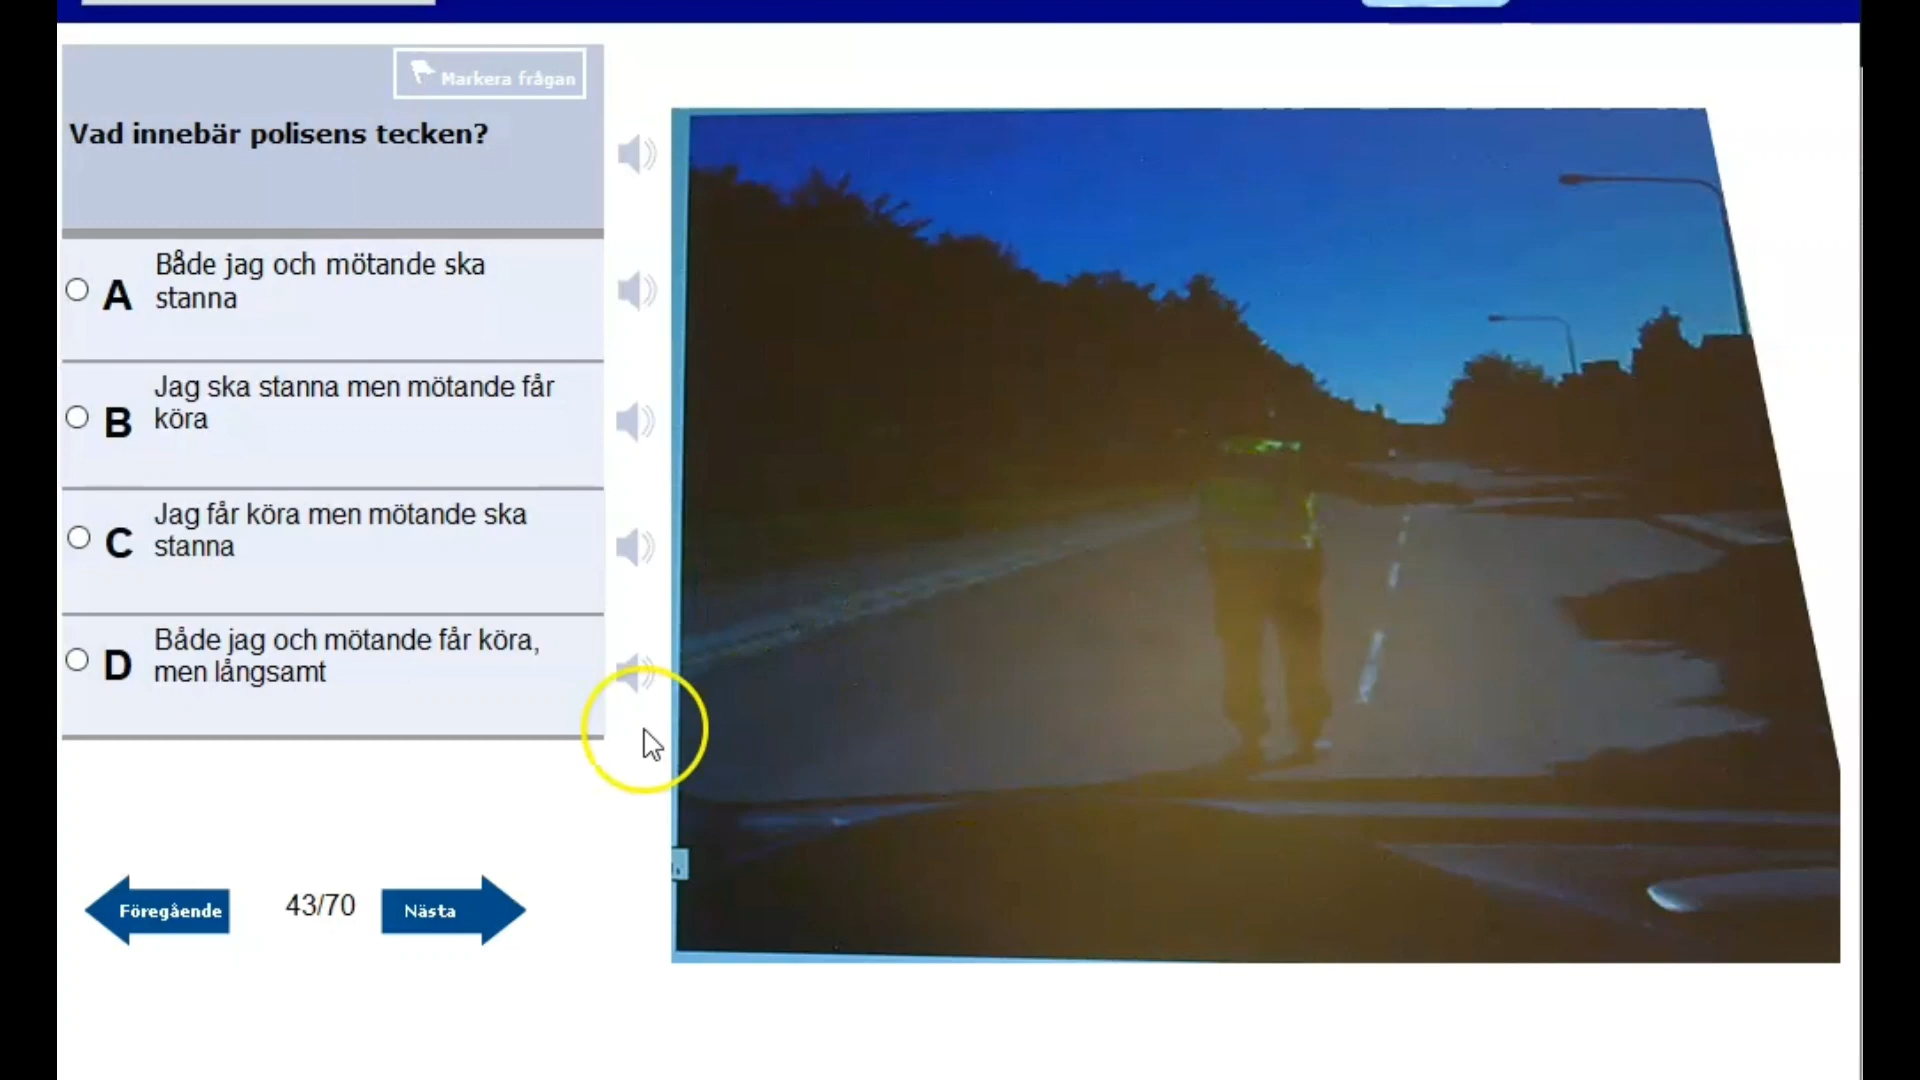 Markera frågan
Vad innebär polisens tecken?
A
Både jag och mötande ska
stanna
B
Jag ska stanna men mötande får
köra
C
Jag får köra men mötande ska
stanna
D
Både jag och mötande får köra,
men långsamt
Föregående
43/70
Nästa